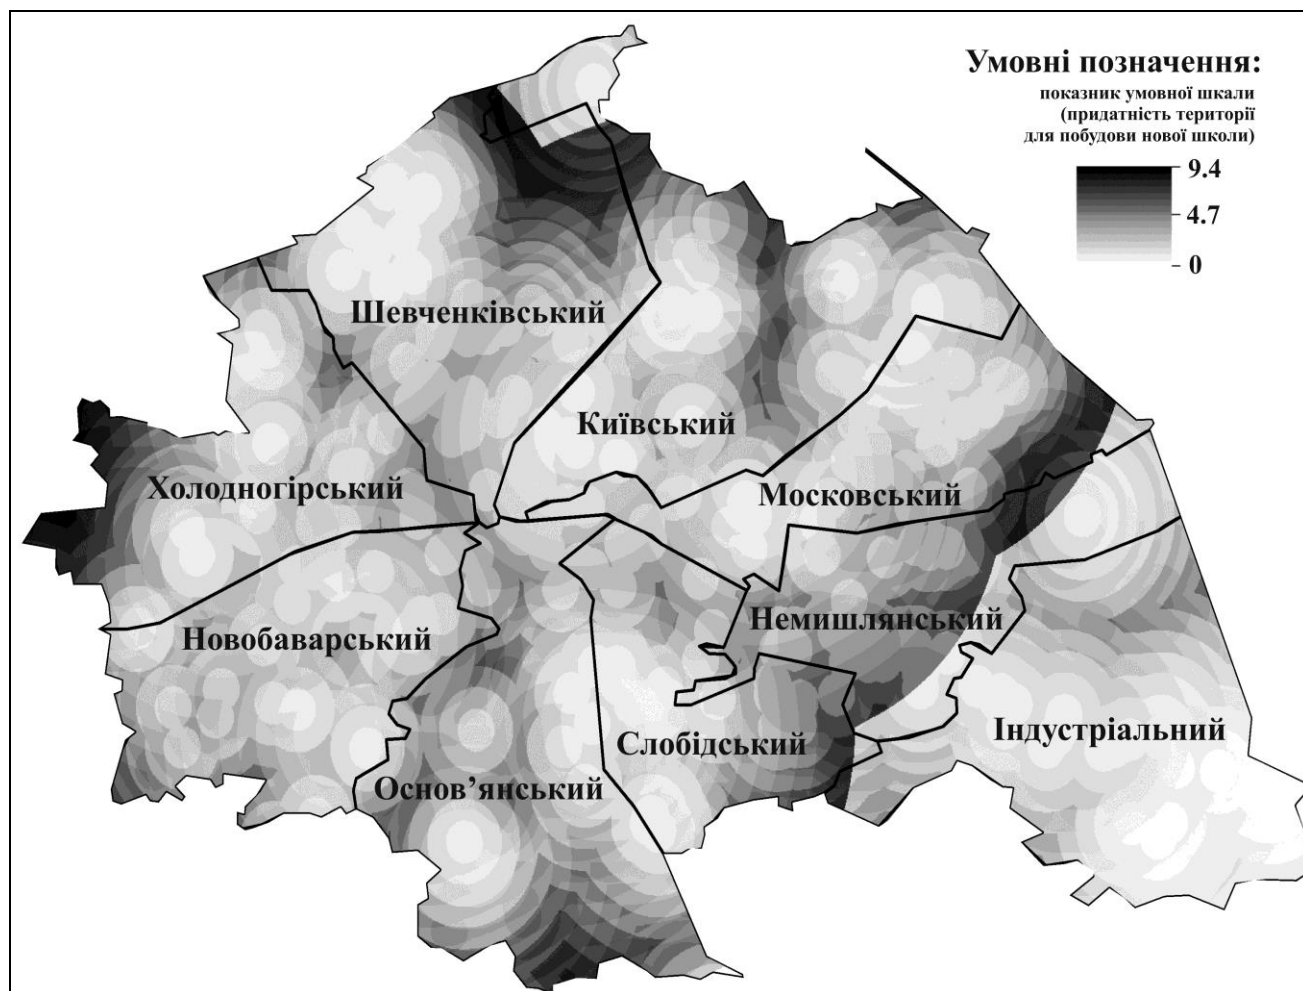 Умовні позначення:
показник умовної шкали
(придатність території
для побудови нової школи)
9.4
4.7
0
Шевченківський
Київський
Холодногірський
Московський
Новобаварський
Немишлянський
Слобідський
Індустріальний
Основ’янський